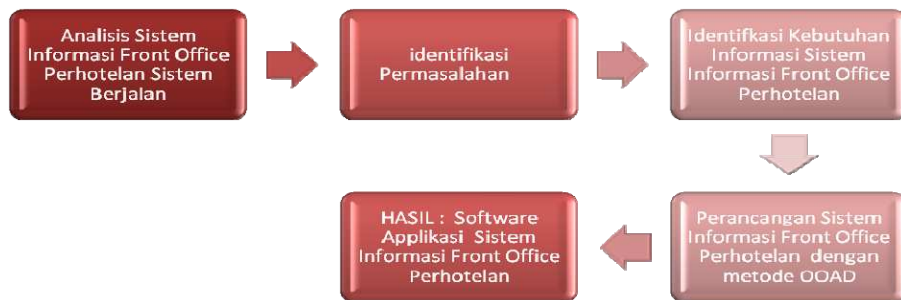 Analisis Sistem
Informasi Front Office
Perhotelan Sistem
Berjalan
identifkasi
Permasalahan
Identifkasi Kebutuhan
Informasi Sistem
Informasi Front Office
Perhotelan
Perancangan Sistem
Informasi Front Office
Perhotelan dengan
metode OOAD
HASIL : Software
Applikasi Sistem
Informasi Front Office
Perhotelan